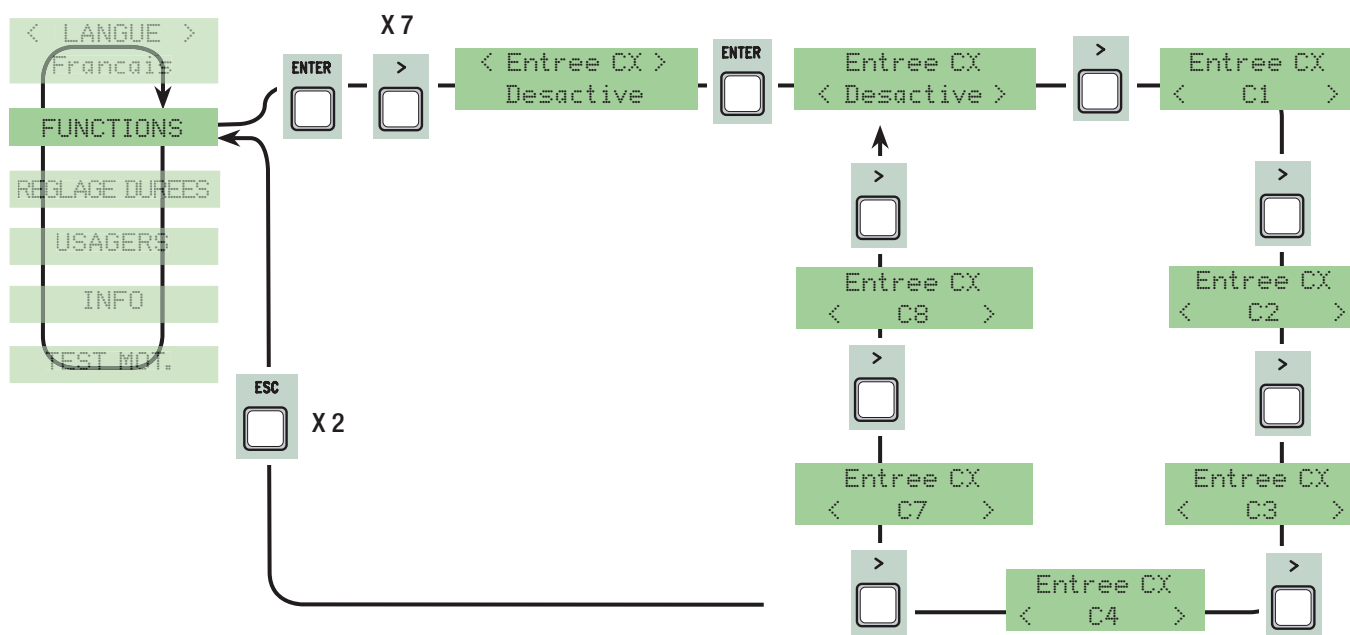 < LANGUE >
Francais
FUNCTIONS
REGLAGE DUREES
USAGERS
INFO
TEST MOT.
ENTER
X 7
>
< Entree CX >
Desactive
ENTER
Entree CX
< Desactive >
>
Entree CX
< C1 >
>
Entree CX
< C2 >
>
Entree CX
< C3 >
>
Entree CX
< C4 >
>
Entree CX
< C7 >
>
Entree CX
< C8 >
>
ESC
X 2